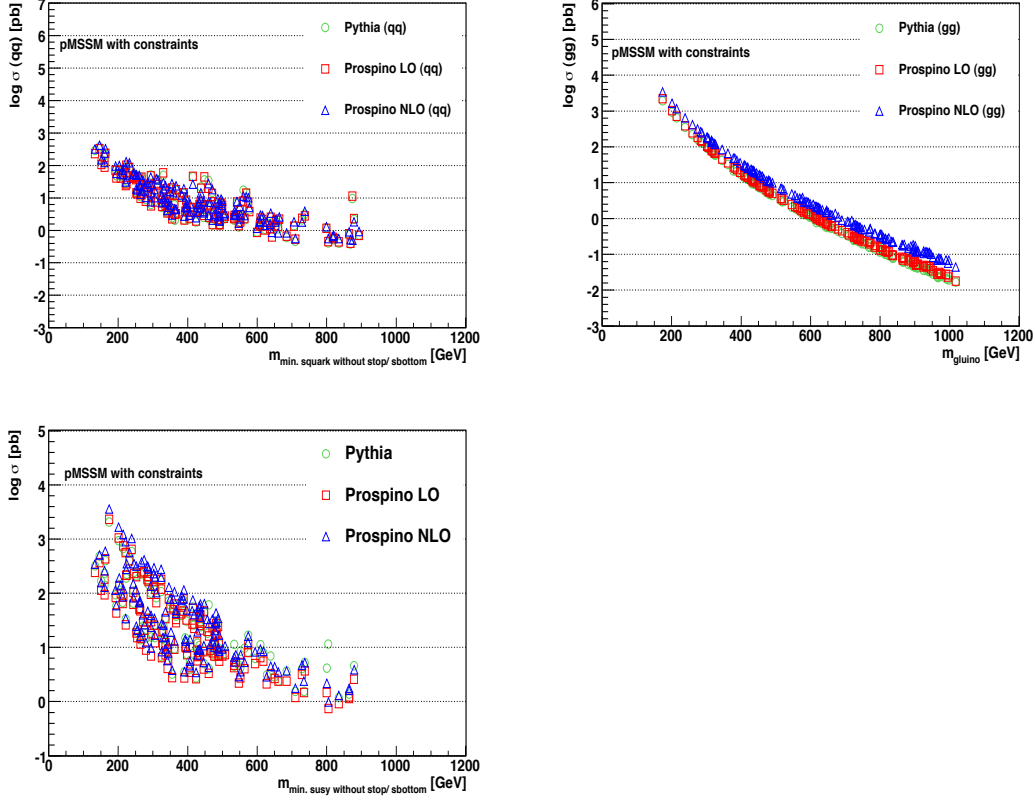 log σ (qq) [pb]
7
6
5
4
3
2
1
0
-1
-2
-3
pMSSM with constraints
Pythia (qq)
Prospino LO (qq)
Prospino NLO (qq)
0 200 400 600 800 1000 1200
m min. squark without stop/ sbottom [GeV]
log σ (gg) [pb]
6
5
4
3
2
1
0
-1
-2
-3
pMSSM with constraints
Pythia (gg)
Prospino LO (gg)
Prospino NLO (gg)
0 200 400 600 800 1000 1200
m gluino [GeV]
log σ [pb]
5
4
3
2
1
0
-1
pMSSM with constraints
Pythia
Prospino LO
Prospino NLO
0 200 400 600 800 1000 1200
m min. susy without stop/ sbottom [GeV]